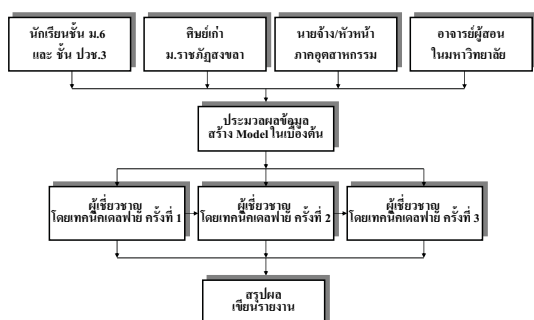 นักเรียนชั้น ม.6
และ ชั้น ปวช.3
ศิษย์เก่า
ม.ราชภัฏสงขลา
นายจ้าง/หัวหน้า
ภาคอุตสาหกรรม
อาจารย์ผู้สอน
ในมหาวิทยาลัย
ประมวลผลข้อมูล
สร้าง Model ในเบื้องต้น
ผู้เชี่ยวชาญ
โดยเทคนิคเดลฟาย ครั้งที่ 1
ผู้เชี่ยวชาญ
โดยเทคนิคเดลฟาย ครั้งที่ 2
ผู้เชี่ยวชาญ
โดยเทคนิคเดลฟาย ครั้งที่ 3
สรุปผล
เขียนรายงาน